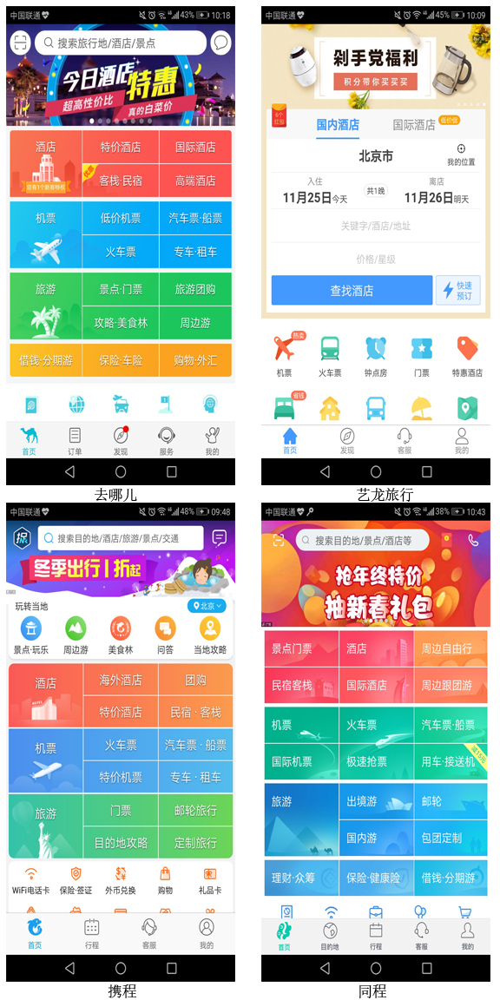 中国联通 43% 10:18
搜索旅行地/酒店/景点
今日酒店特惠
超高性价比 真的白菜价
酒店 特价酒店 国际酒店
客栈·民宿 高端酒店
机票 低价机票 汽车票·船票
火车票 专车·租车
旅游 景点·门票 旅游团购
攻略·美食林 周边游
借钱·分期游 保险·车险 购物·外汇
首页 订单 发现 服务 我的
去哪儿
中国联通 45% 10:09
剁手党福利
积分带你买买买
6个红包
国内酒店 国际酒店 低价促
北京市 我的位置
入住 共1晚 离店
11月25日今天 11月26日明天
关键字/酒店/地址
价格/星级
查找酒店 快速预订
热卖
机票 火车票 钟点房 门票 特惠酒店
省钱
首页 发现 客服 我的
艺龙旅行
中国联通 48% 09:48
搜索目的地/酒店/旅游/景点/交通
冬季出行1折起
玩转当地 北京
景点·玩乐 周边游 美食林 问答 当地攻略
酒店 海外酒店 团购
特价酒店 民宿·客栈
机票 火车票 汽车票·船票
特价机票 专车·租车
旅游 门票 邮轮旅行
目的地攻略 定制旅行
WiFi电话卡 保险·签证 外币兑换 购物 礼品卡
首页 行程 客服 我的
携程
中国联通 38% 10:43
搜索目的地/景点/酒店等
抢年终特价
抽新春礼包
景点门票 酒店 周边自由行
民宿客栈 国际酒店 周边跟团游
机票 火车票 汽车票·船票
国际机票 极速抢票 用车·接送机
旅游 出境游 邮轮
国内游 包团定制
理财·众筹 保险·健康险 借钱·分期游
首页 目的地 行程 客服 我的
同程